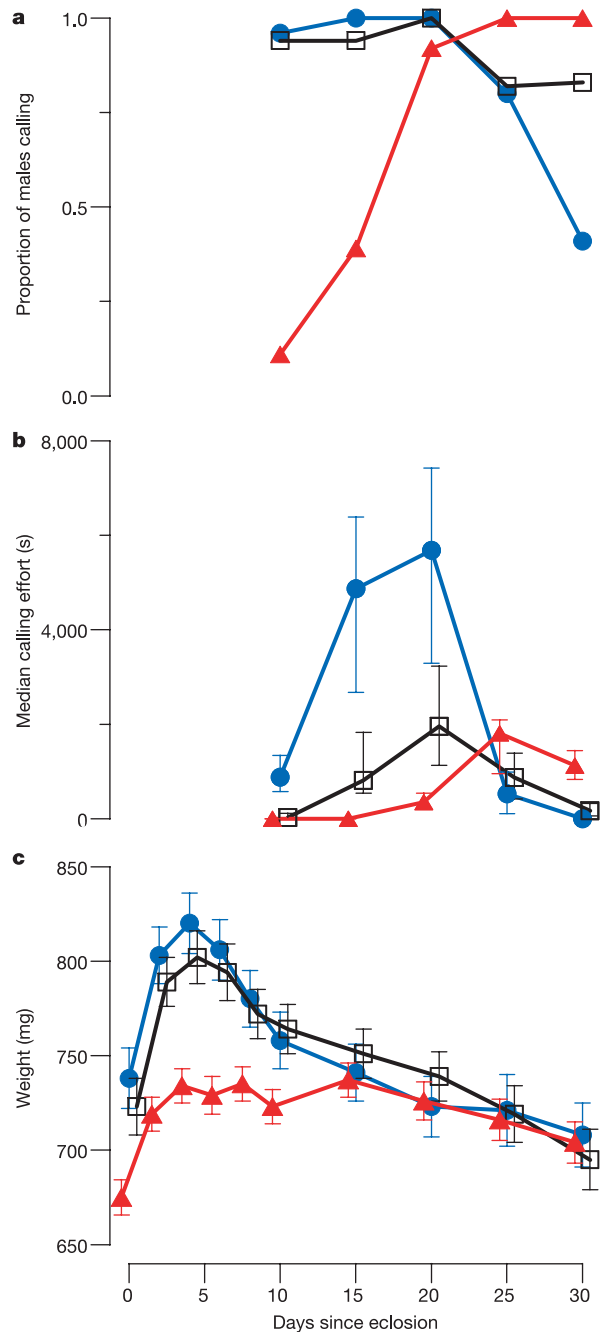 a
1.0
0.5
0.0
Proportion of males calling
b
8,000
4,000
0
Median calling effort (s)
c
850
800
750
700
650
Weight (mg)
0 5 10 15 20 25 30
Days since eclosion